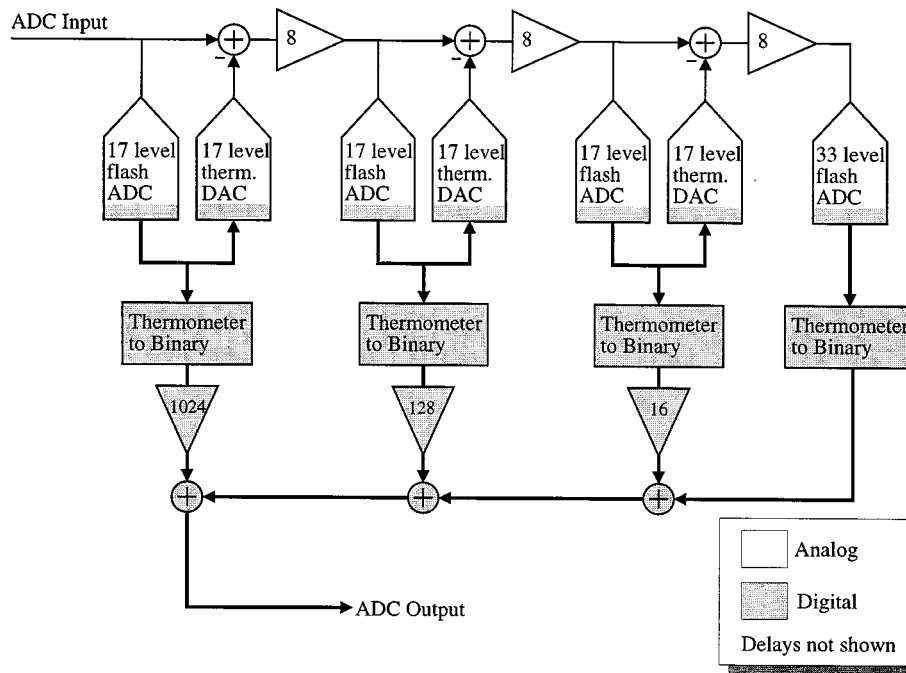 ADC Input
8
8
8
17 level
flash
ADC
17 level
therm.
DAC
17 level
flash
ADC
17 level
therm.
DAC
17 level
flash
ADC
17 level
therm.
DAC
33 level
flash
ADC
Thermometer
to Binary
Thermometer
to Binary
Thermometer
to Binary
Thermometer
to Binary
1024
128
16
ADC Output
Analog
Digital
Delays not shown